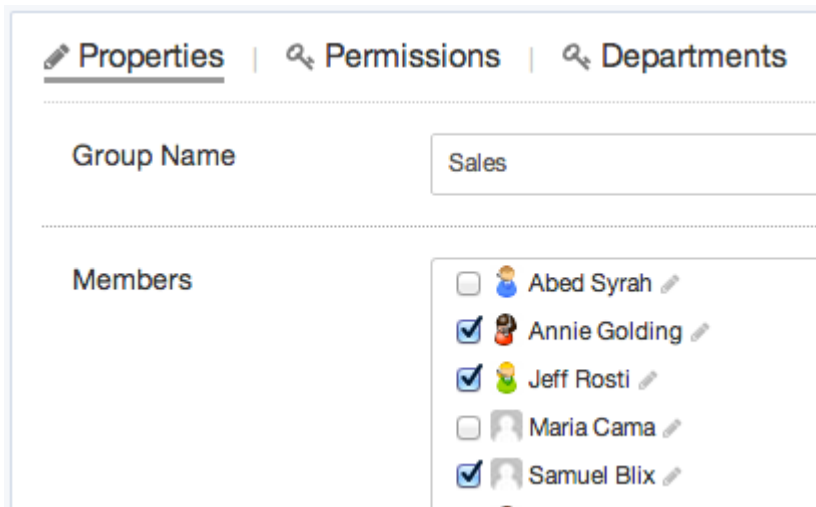 Properties | Permissions | Departments
Group Name
Sales
Members
Abed Syrah
Annie Golding
Jeff Rosti
Maria Cama
Samuel Blix